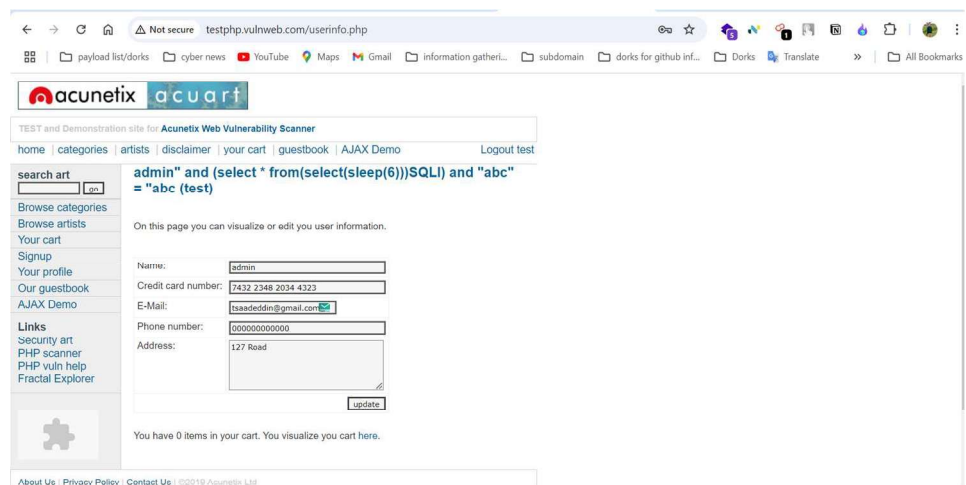 Not secure testphp.vulnweb.com/userinfo.php
payload list/dorks cyber news YouTube Maps Gmail information gatheri... subdomain dorks for github inf... Dorks Translate » All Bookmarks
acunetix acuart
TEST and Demonstration site for Acunetix Web Vulnerability Scanner
home | categories | artists | disclaimer | your cart | guestbook | AJAX Demo Logout test
search art
go
Browse categories
Browse artists
Your cart
Signup
Your profile
Our guestbook
AJAX Demo
Links
Security art
PHP scanner
PHP vuln help
Fractal Explorer
admin" and (select * from(select(sleep(6)))SQLI) and "abc"
= "abc (test)
On this page you can visualize or edit you user information.
Name: admin
Credit card number: 7432 2348 2034 4323
E-Mail: tsaadeddin@gmail.com
Phone number: 000000000000
Address: 127 Road
update
You have 0 items in your cart. You visualize you cart here.
About Us | Privacy Policy | Contact Us | ©2019 Acunetix Ltd